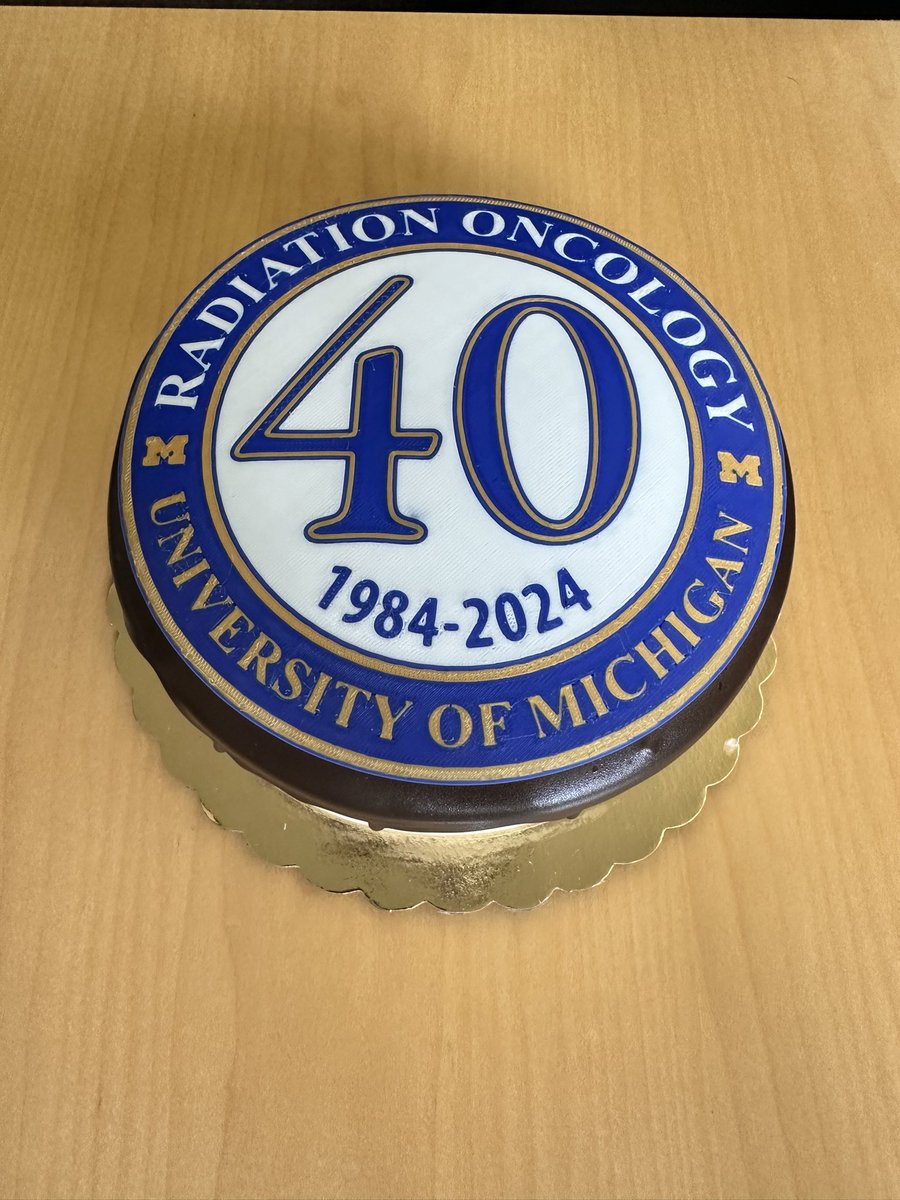 RADIATION ONCOLOGY
40
1984-2024
M M
UNIVERSITY OF MICHIGAN